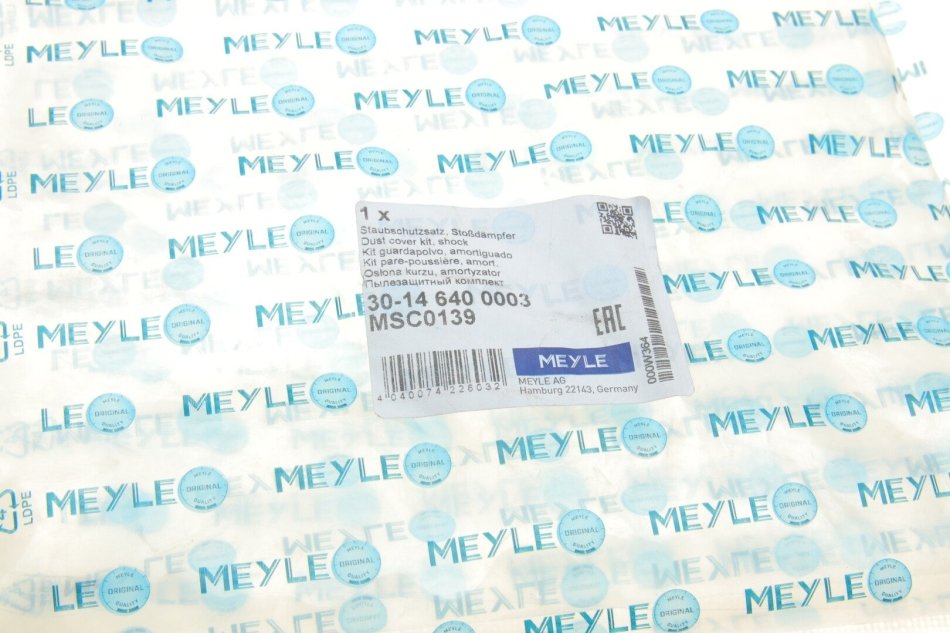 1 x
Staubschutzsatz, Stoßdämpfer
Dust cover kit, shock
Kit guardapolvo, amortiguado
Kit pare-poussière, amort.
Osłona kurzu, amortyzator
Пылезащитный комплект
30-14 640 0003
MSC0139
EAC
MEYLE
MEYLE AG
Hamburg 22143, Germany
4 040074 226032
000W364
MEYLE
MEYLE ORIGINAL QUALITY
LDPE